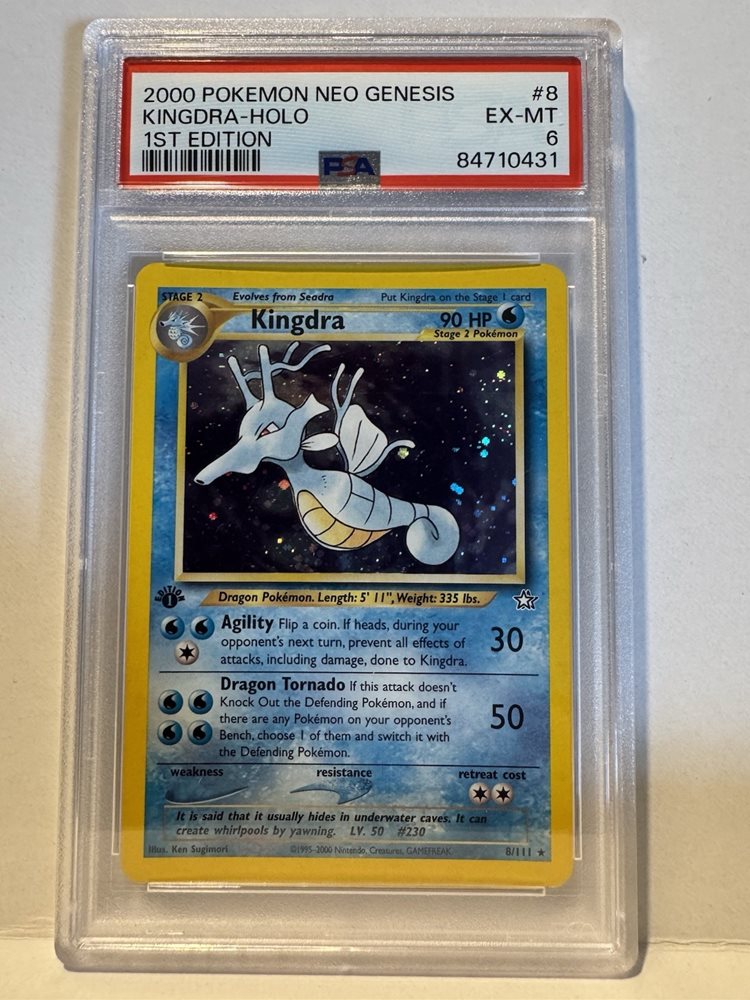 2000 POKEMON NEO GENESIS #8
KINGDRA-HOLO EX-MT
1ST EDITION 6
PSA 84710431
STAGE 2 Evolves from Seadra Put Kingdra on the Stage 1 card
Kingdra 90 HP
Stage 2 Pokémon
EDITION 1
Dragon Pokémon. Length: 5' 11", Weight: 335 lbs.
Agility Flip a coin. If heads, during your
opponent's next turn, prevent all effects of
attacks, including damage, done to Kingdra.
30
Dragon Tornado If this attack doesn't
Knock Out the Defending Pokémon, and if
there are any Pokémon on your opponent's
Bench, choose 1 of them and switch it with
the Defending Pokémon.
50
weakness resistance retreat cost
It is said that it usually hides in underwater caves. It can
create whirlpools by yawning. LV. 50 #230
Illus. Ken Sugimori ©1995-2000 Nintendo, Creatures, GAMEFREAK. 8/111